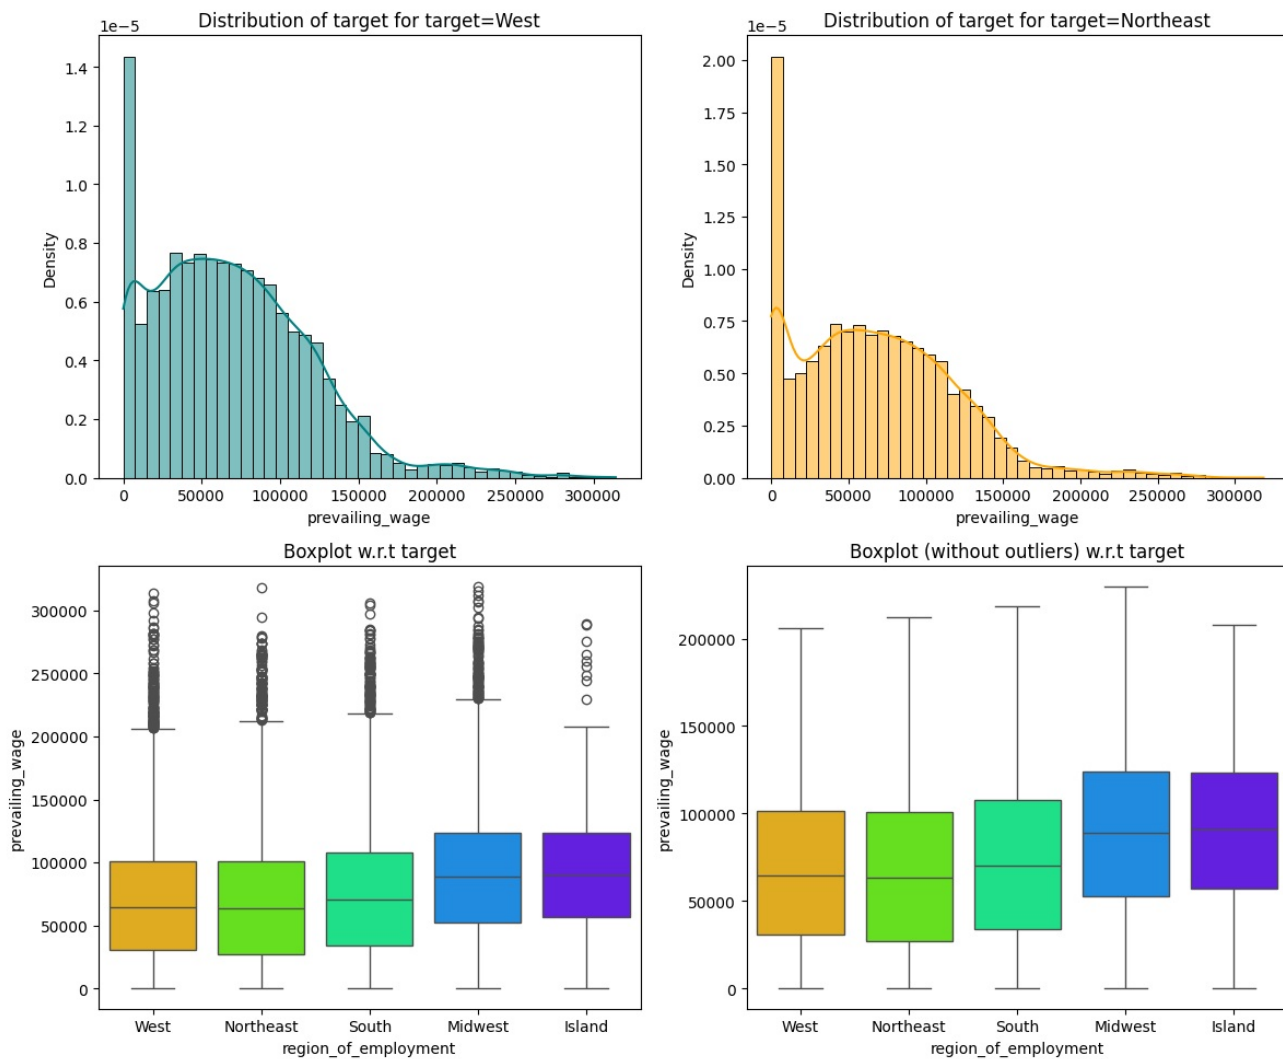 Distribution of target for target=West
1e−5
1.4
1.2
1.0
0.8
0.6
0.4
0.2
0.0
Density
0 50000 100000 150000 200000 250000 300000
prevailing_wage
Distribution of target for target=Northeast
1e−5
2.00
1.75
1.50
1.25
1.00
0.75
0.50
0.25
0.00
Density
0 50000 100000 150000 200000 250000 300000
prevailing_wage
Boxplot w.r.t target
300000
250000
200000
150000
100000
50000
0
prevailing_wage
West Northeast South Midwest Island
region_of_employment
Boxplot (without outliers) w.r.t target
200000
150000
100000
50000
0
prevailing_wage
West Northeast South Midwest Island
region_of_employment